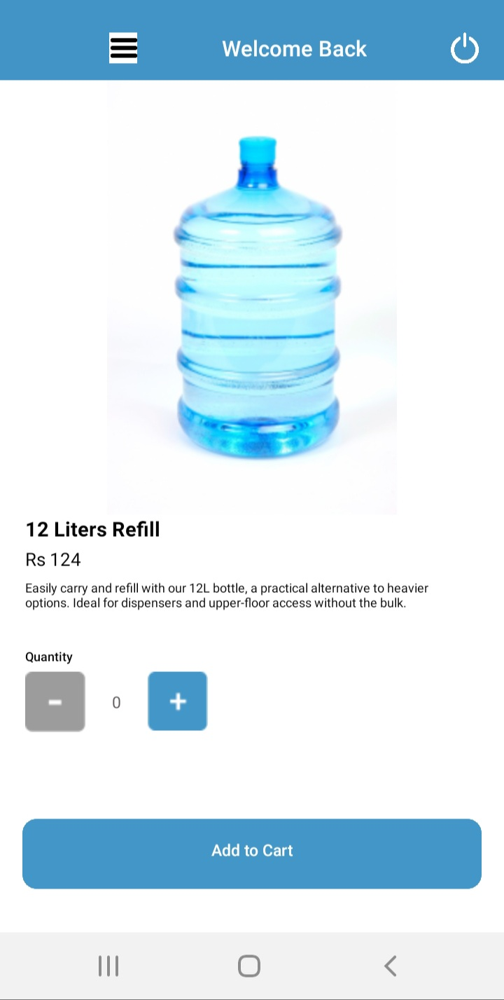 Welcome Back
12 Liters Refill
Rs 124
Easily carry and refill with our 12L bottle, a practical alternative to heavier
options. Ideal for dispensers and upper-floor access without the bulk.
Quantity
- 0 +
Add to Cart